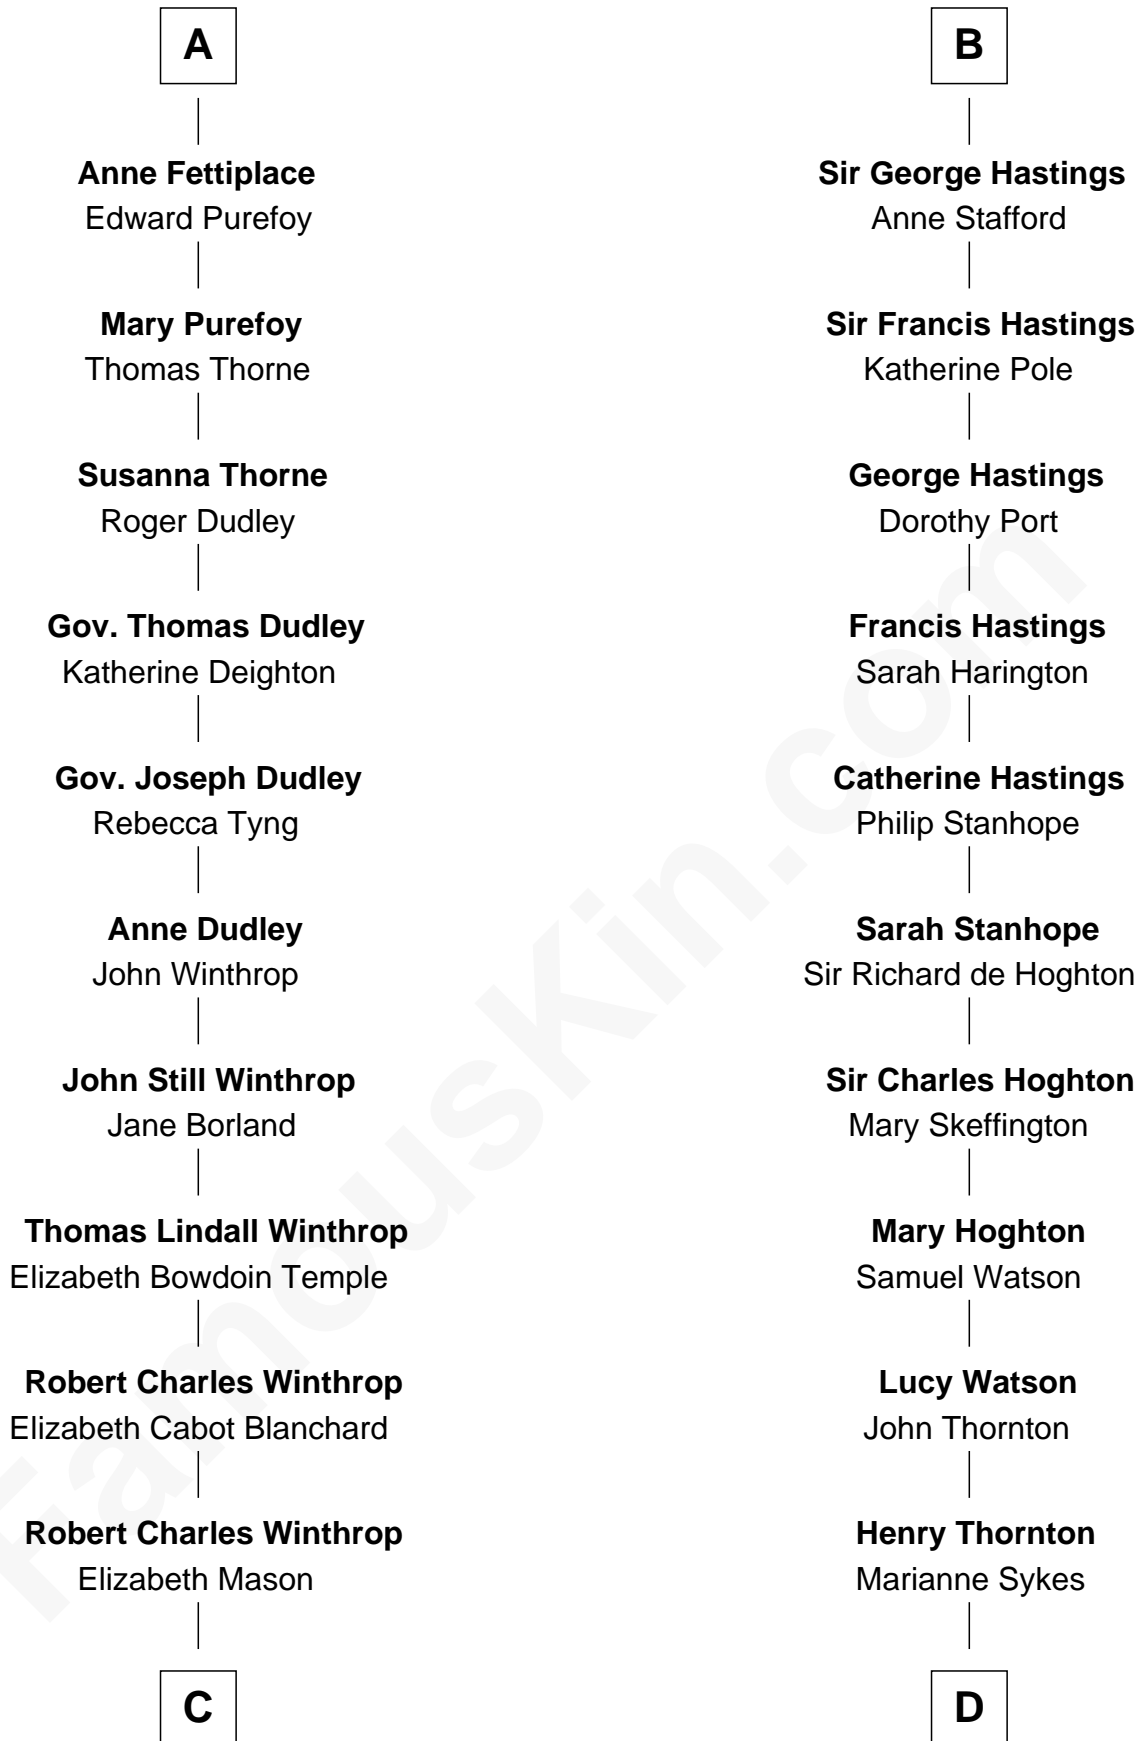 A
Anne Fettiplace
Edward Purefoy
Mary Purefoy
Thomas Thorne
Susanna Thorne
Roger Dudley
Gov. Thomas Dudley
Katherine Deighton
Gov. Joseph Dudley
Rebecca Tyng
Anne Dudley
John Winthrop
John Still Winthrop
Jane Borland
Thomas Lindall Winthrop
Elizabeth Bowdoin Temple
Robert Charles Winthrop
Elizabeth Cabot Blanchard
Robert Charles Winthrop
Elizabeth Mason
C
B
Sir George Hastings
Anne Stafford
Sir Francis Hastings
Katherine Pole
George Hastings
Dorothy Port
Francis Hastings
Sarah Harington
Catherine Hastings
Philip Stanhope
Sarah Stanhope
Sir Richard de Hoghton
Sir Charles Hoghton
Mary Skeffington
Mary Hoghton
Samuel Watson
Lucy Watson
John Thornton
Henry Thornton
Marianne Sykes
D
FamousKin.com